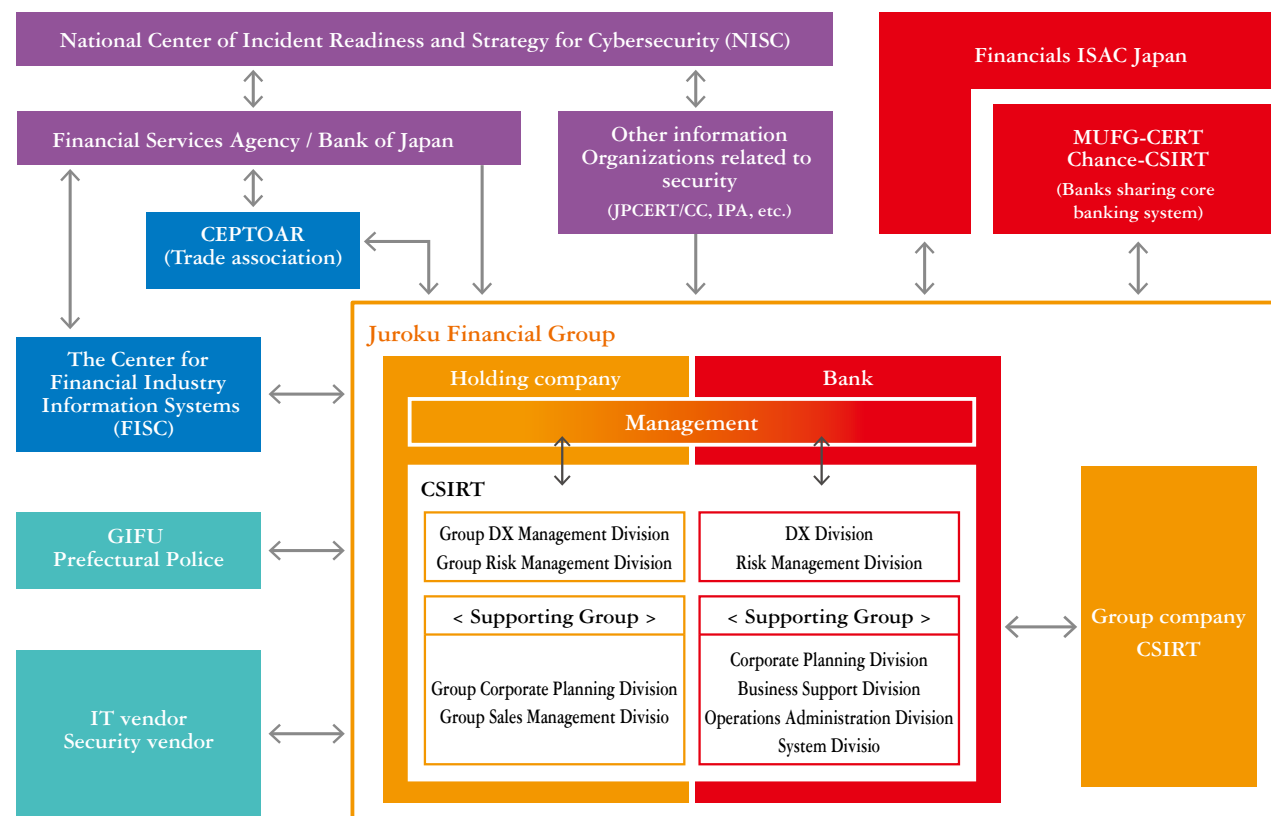 National Center of Incident Readiness and Strategy for Cybersecurity (NISC)
Financials ISAC Japan
Financial Services Agency / Bank of Japan
Other information
Organizations related to
security
(JPCERT/CC, IPA, etc.)
MUFG-CERT
Chance-CSIRT
(Banks sharing core
banking system)
CEPTOAR
(Trade association)
The Center for
Financial Industry
Information Systems
(FISC)
GIFU
Prefectural Police
IT vendor
Security vendor
Juroku Financial Group
Holding company
Bank
Management
CSIRT
Group DX Management Division
Group Risk Management Division
DX Division
Risk Management Division
< Supporting Group >
Group Corporate Planning Division
Group Sales Management Divisio
< Supporting Group >
Corporate Planning Division
Business Support Division
Operations Administration Division
System Divisio
Group company
CSIRT